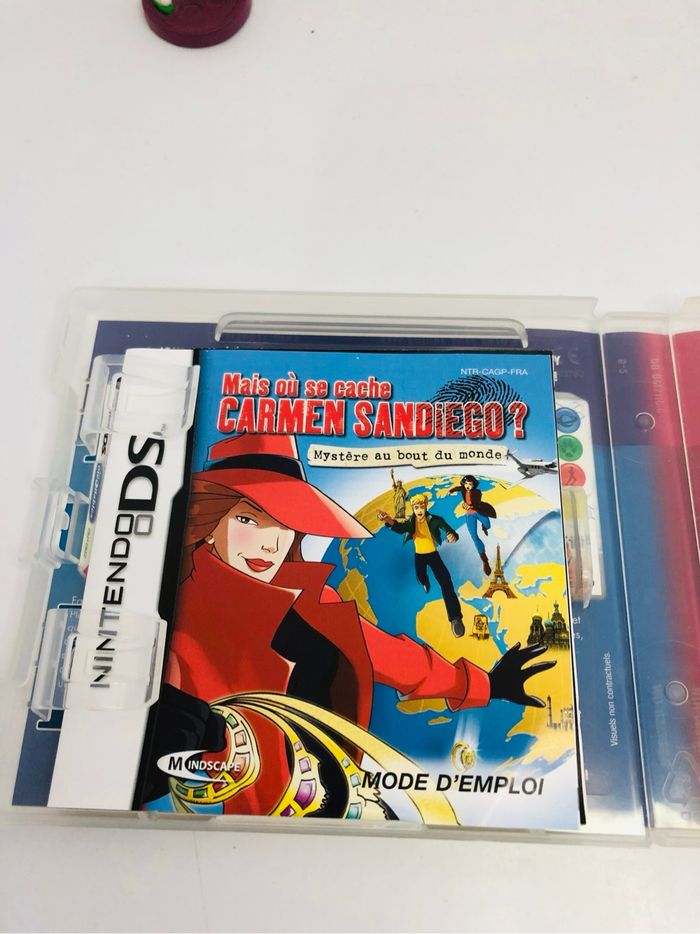 NTR-CAGP-FRA
Mais où se cache
CARMEN SANDIEGO ?
Mystère au bout du monde
NINTENDO DS™
MINDSCAPE
MODE D'EMPLOI
Visuels non contractuels.